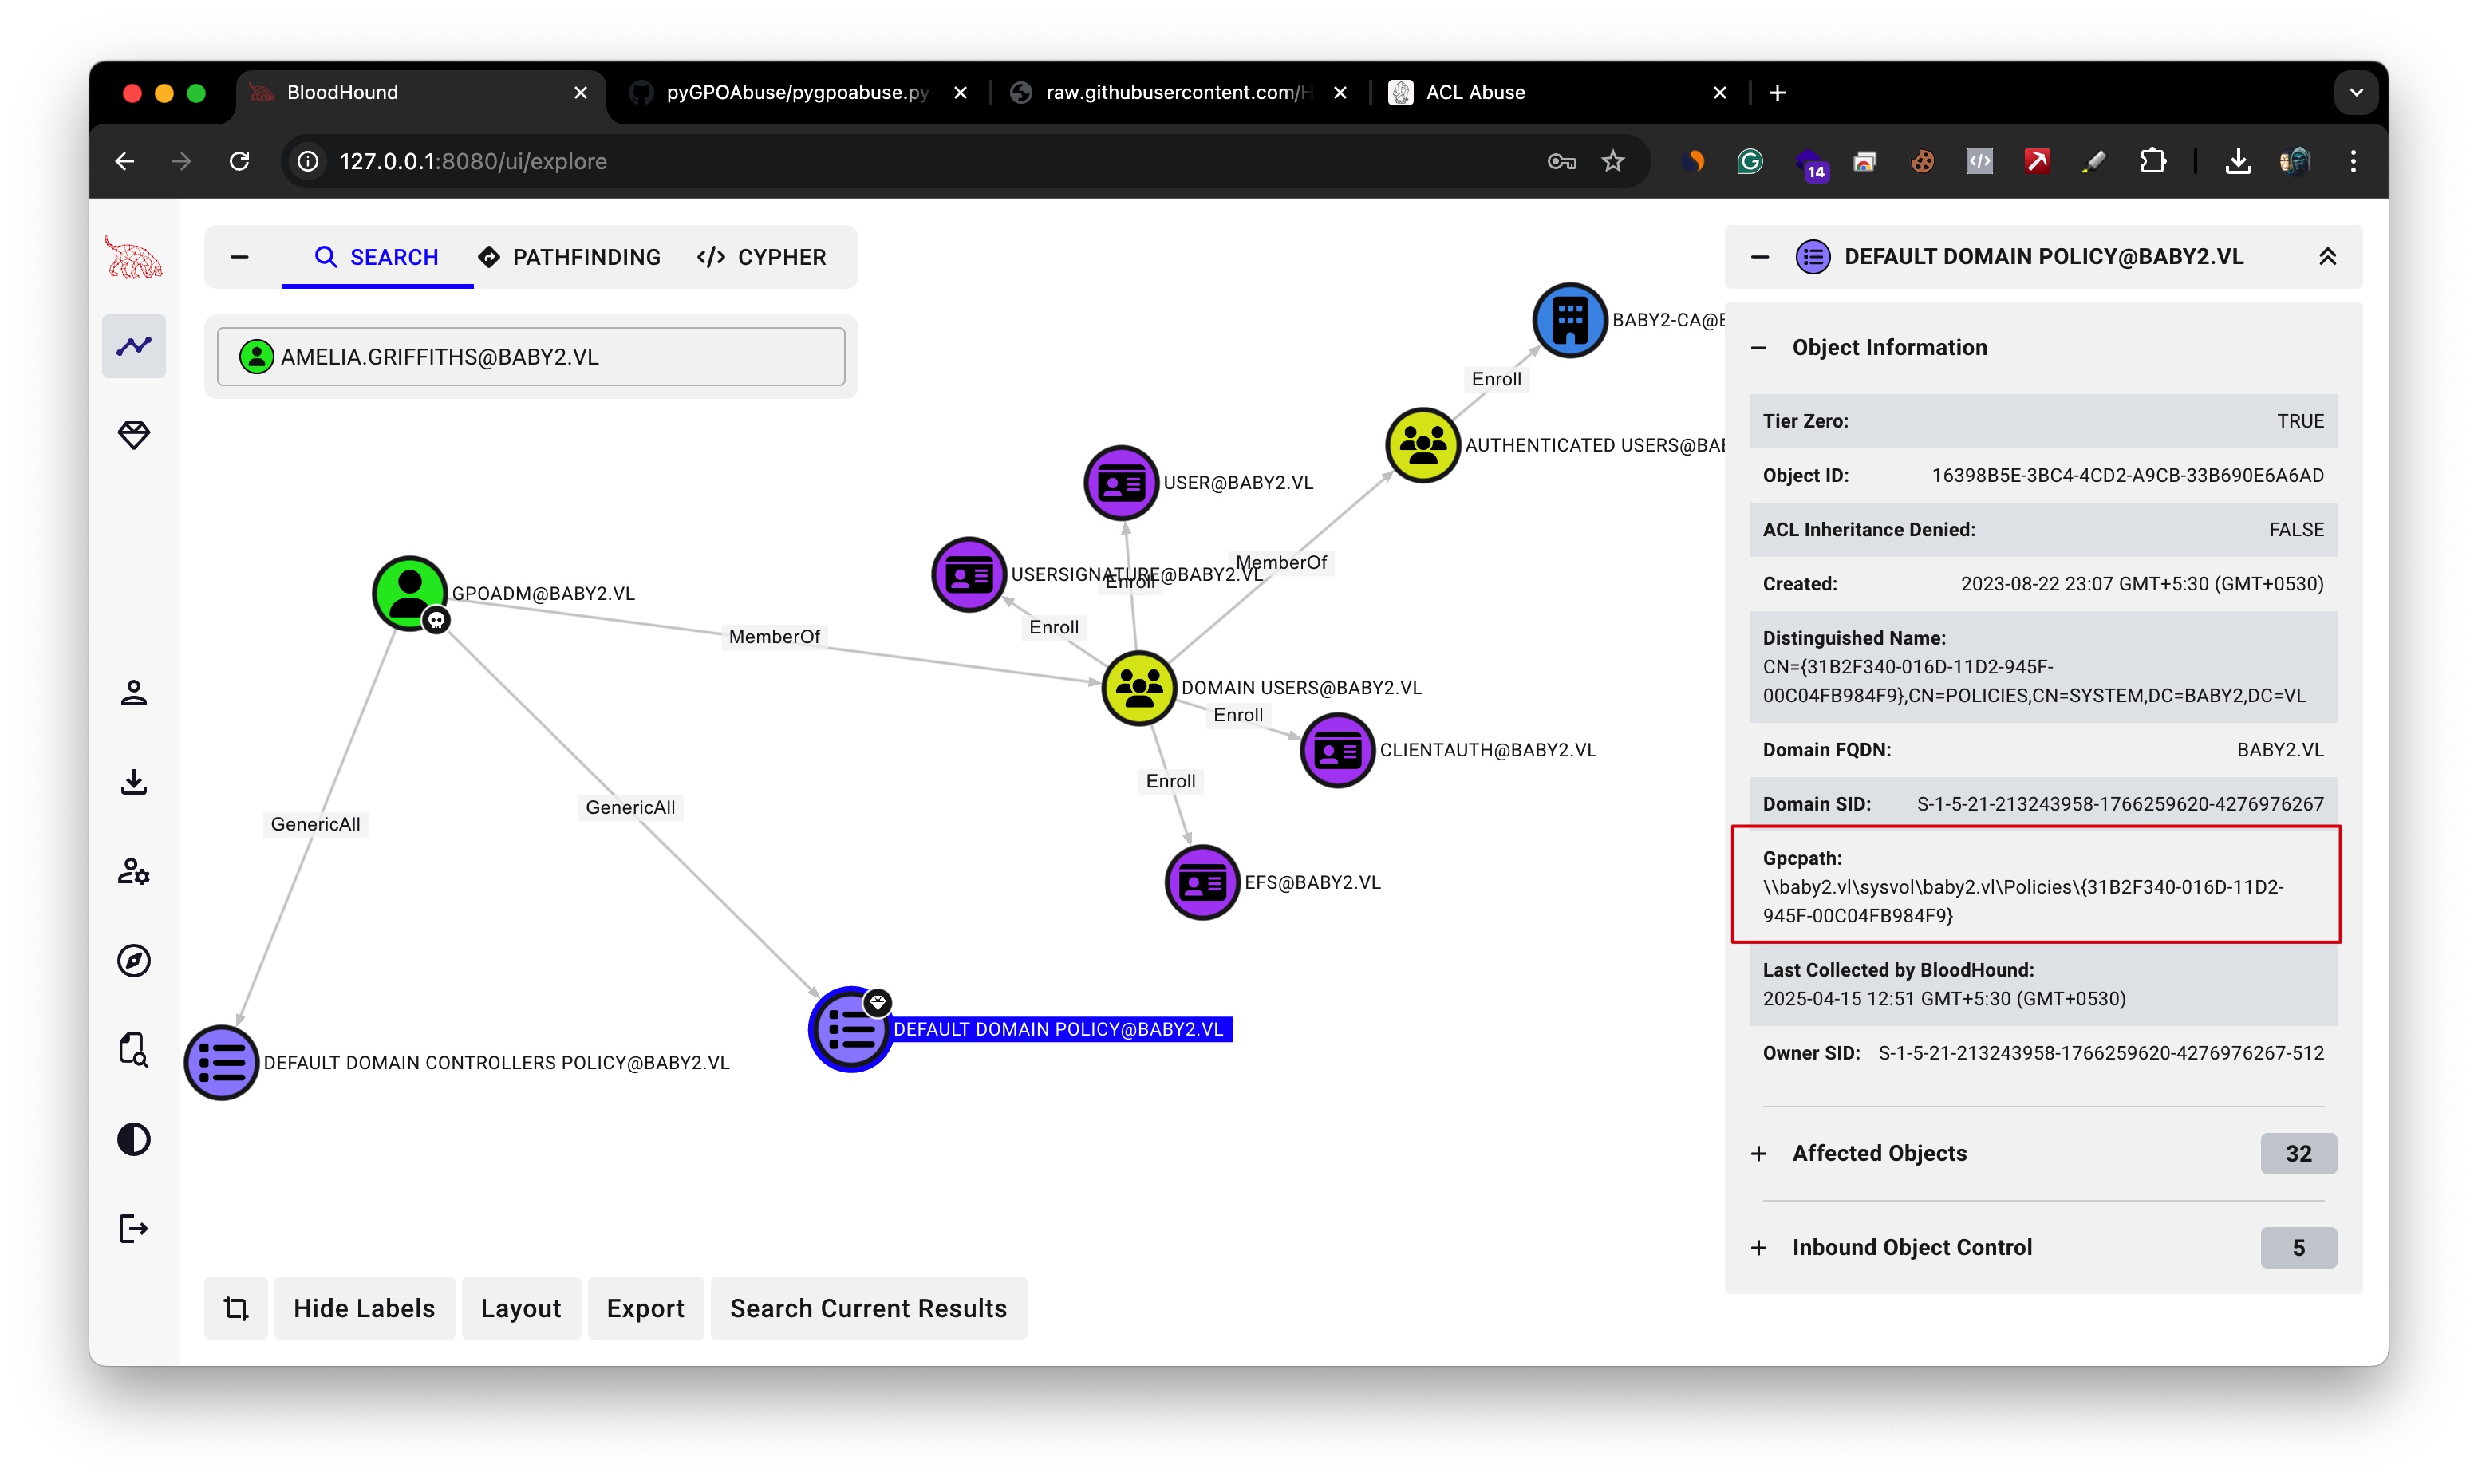 BloodHound
pyGPOAbuse/pygpoabuse.py
raw.githubusercontent.com/H
ACL Abuse
127.0.0.1:8080/ui/explore
14
SEARCH
PATHFINDING
CYPHER
AMELIA.GRIFFITHS@BABY2.VL
BABY2-CA@B
Enroll
AUTHENTICATED USERS@BAB
USER@BABY2.VL
MemberOf
USERSIGNATURE@BABY2.VL
Enroll
GPOADM@BABY2.VL
Enroll
MemberOf
DOMAIN USERS@BABY2.VL
Enroll
CLIENTAUTH@BABY2.VL
Enroll
GenericAll
GenericAll
EFS@BABY2.VL
DEFAULT DOMAIN POLICY@BABY2.VL
DEFAULT DOMAIN CONTROLLERS POLICY@BABY2.VL
Hide Labels
Layout
Export
Search Current Results
DEFAULT DOMAIN POLICY@BABY2.VL
Object Information
Tier Zero: TRUE
Object ID: 16398B5E-3BC4-4CD2-A9CB-33B690E6A6AD
ACL Inheritance Denied: FALSE
Created: 2023-08-22 23:07 GMT+5:30 (GMT+0530)
Distinguished Name:
CN={31B2F340-016D-11D2-945F-
00C04FB984F9},CN=POLICIES,CN=SYSTEM,DC=BABY2,DC=VL
Domain FQDN: BABY2.VL
Domain SID: S-1-5-21-213243958-1766259620-4276976267
Gpcpath:
\\baby2.vl\sysvol\baby2.vl\Policies\{31B2F340-016D-11D2-
945F-00C04FB984F9}
Last Collected by BloodHound:
2025-04-15 12:51 GMT+5:30 (GMT+0530)
Owner SID: S-1-5-21-213243958-1766259620-4276976267-512
Affected Objects 32
Inbound Object Control 5